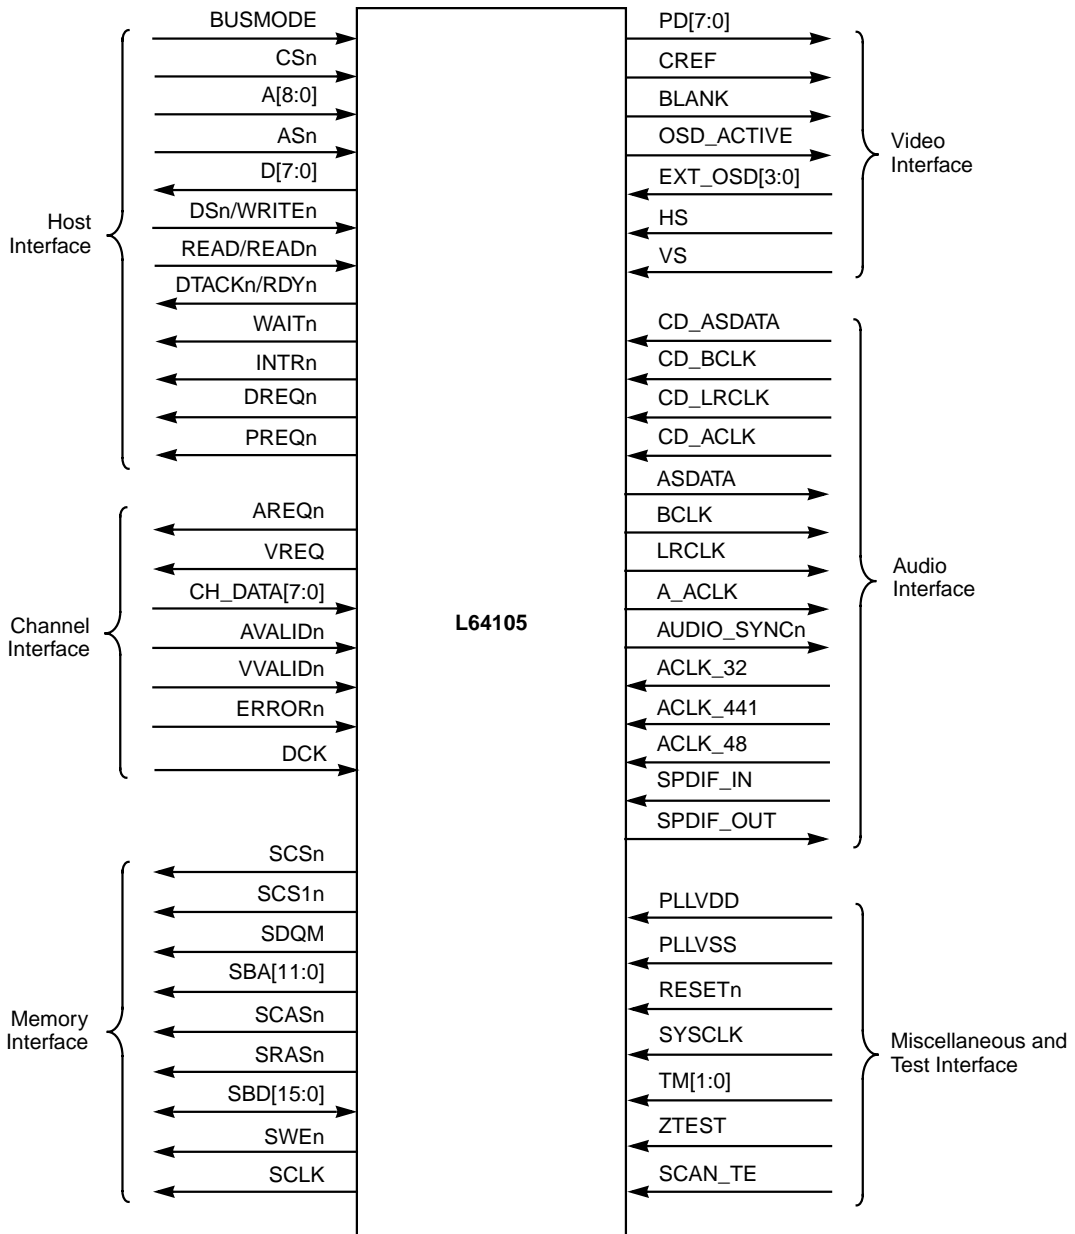 BUSMODE
CSn
A[8:0]
ASn
D[7:0]
DSn/WRITEn
READ/READn
DTACKn/RDYn
WAITn
INTRn
DREQn
PREQn
Host
Interface
AREQn
VREQ
CH_DATA[7:0]
AVALIDn
VVALIDn
ERRORn
DCK
Channel
Interface
SCSn
SCS1n
SDQM
SBA[11:0]
SCASn
SRASn
SBD[15:0]
SWEn
SCLK
Memory
Interface
L64105
PD[7:0]
CREF
BLANK
OSD_ACTIVE
EXT_OSD[3:0]
HS
VS
Video
Interface
CD_ASDATA
CD_BCLK
CD_LRCLK
CD_ACLK
ASDATA
BCLK
LRCLK
A_ACLK
AUDIO_SYNCn
ACLK_32
ACLK_441
ACLK_48
SPDIF_IN
SPDIF_OUT
Audio
Interface
PLLVDD
PLLVSS
RESETn
SYSCLK
TM[1:0]
ZTEST
SCAN_TE
Miscellaneous and
Test Interface